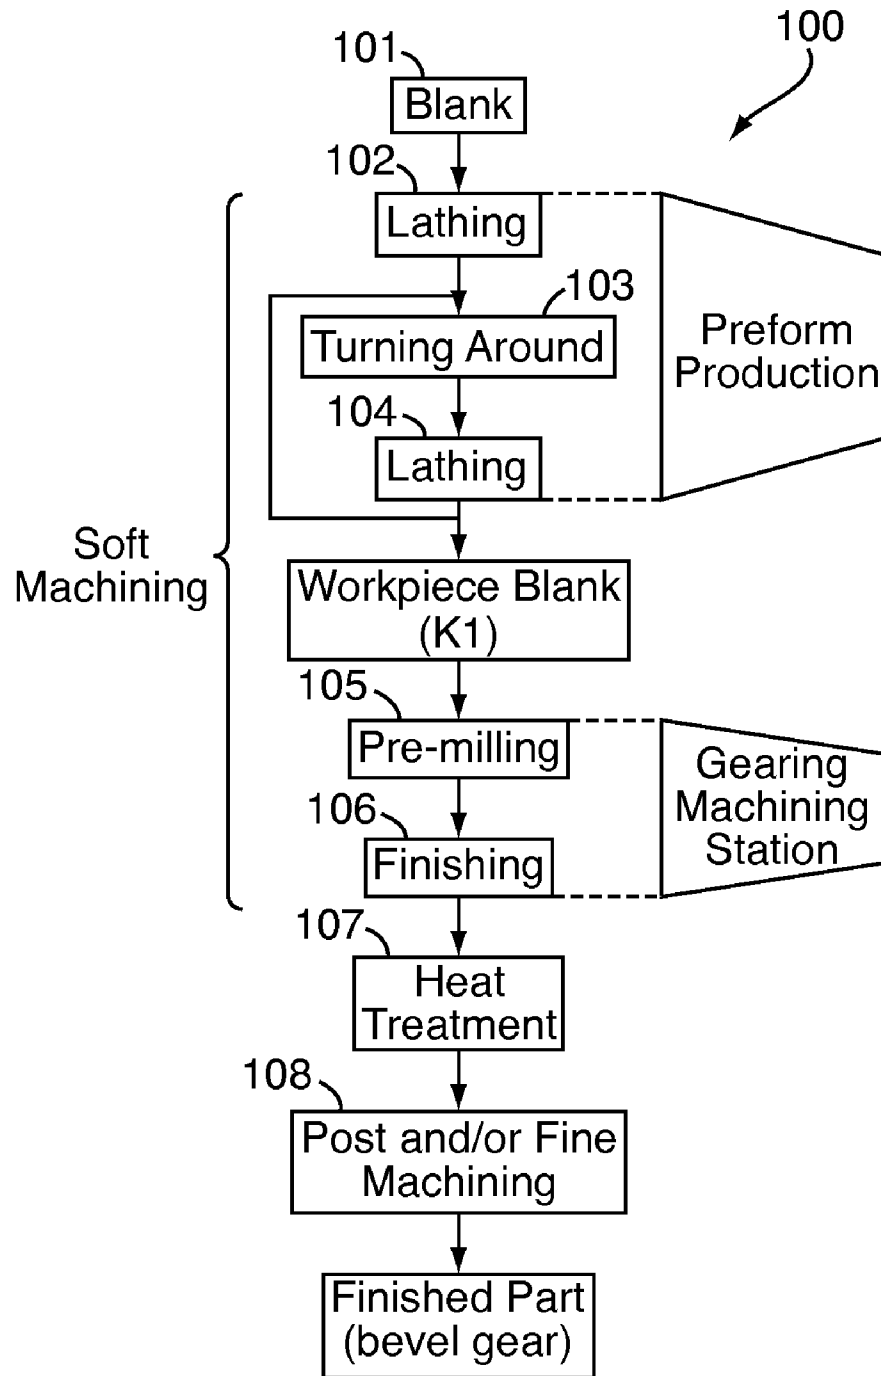 100
101
Blank
102
Lathing
103
Turning Around
104
Lathing
Preform
Production
Soft
Machining
Workpiece Blank
(K1)
105
Pre-milling
106
Finishing
Gearing
Machining
Station
107
Heat
Treatment
108
Post and/or Fine
Machining
Finished Part
(bevel gear)